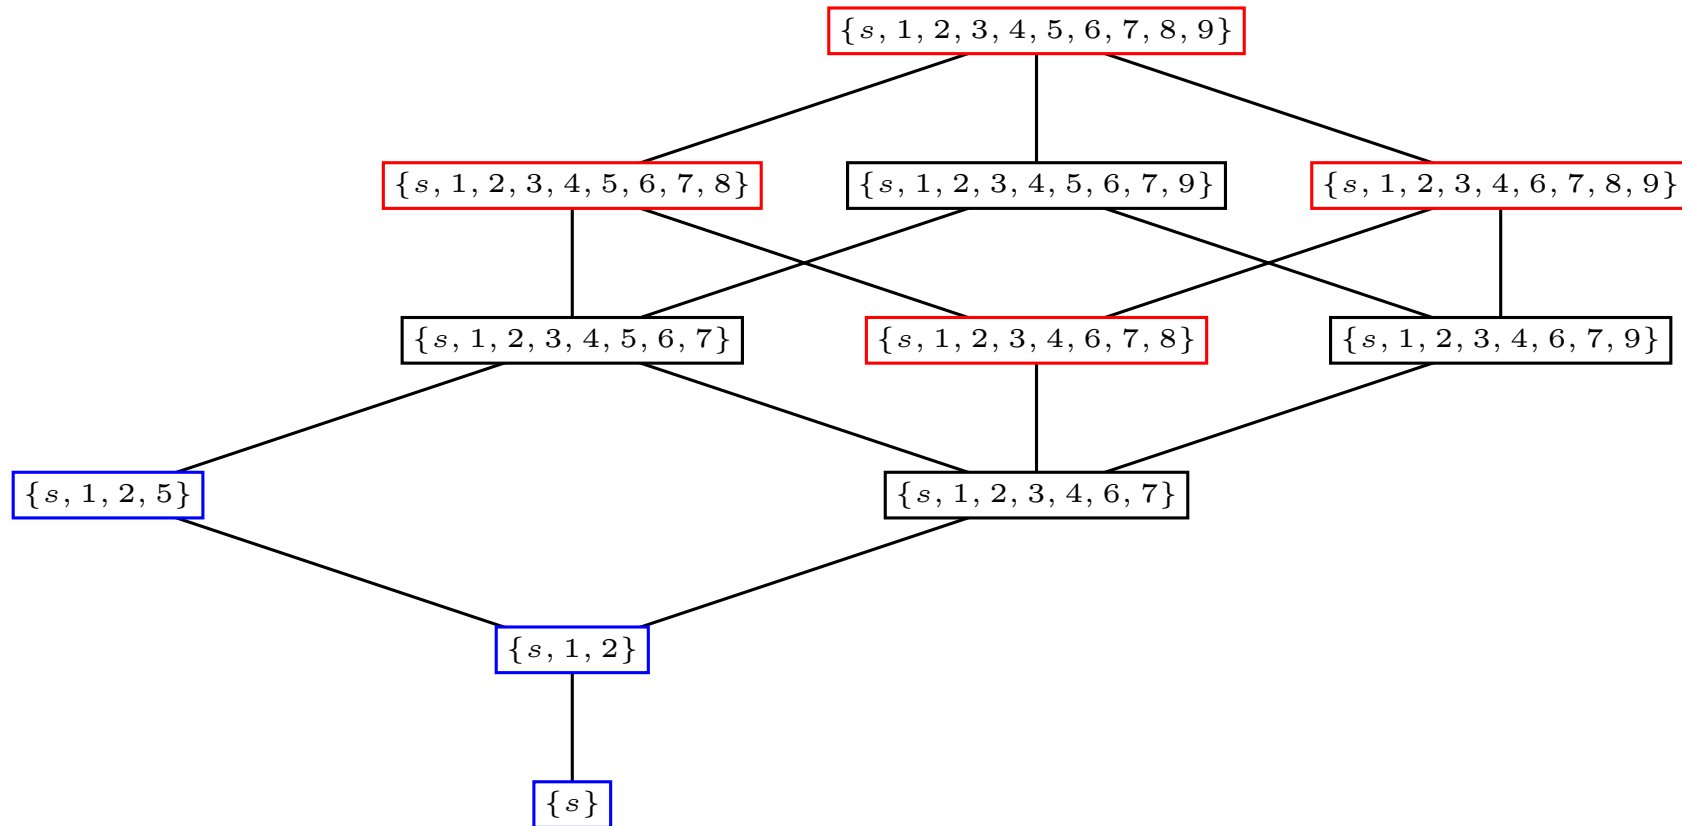 {s, 1, 2, 3, 4, 5, 6, 7, 8, 9}
{s, 1, 2, 3, 4, 5, 6, 7, 8}
{s, 1, 2, 3, 4, 5, 6, 7, 9}
{s, 1, 2, 3, 4, 6, 7, 8, 9}
{s, 1, 2, 3, 4, 5, 6, 7}
{s, 1, 2, 3, 4, 6, 7, 8}
{s, 1, 2, 3, 4, 6, 7, 9}
{s, 1, 2, 5}
{s, 1, 2, 3, 4, 6, 7}
{s, 1, 2}
{s}